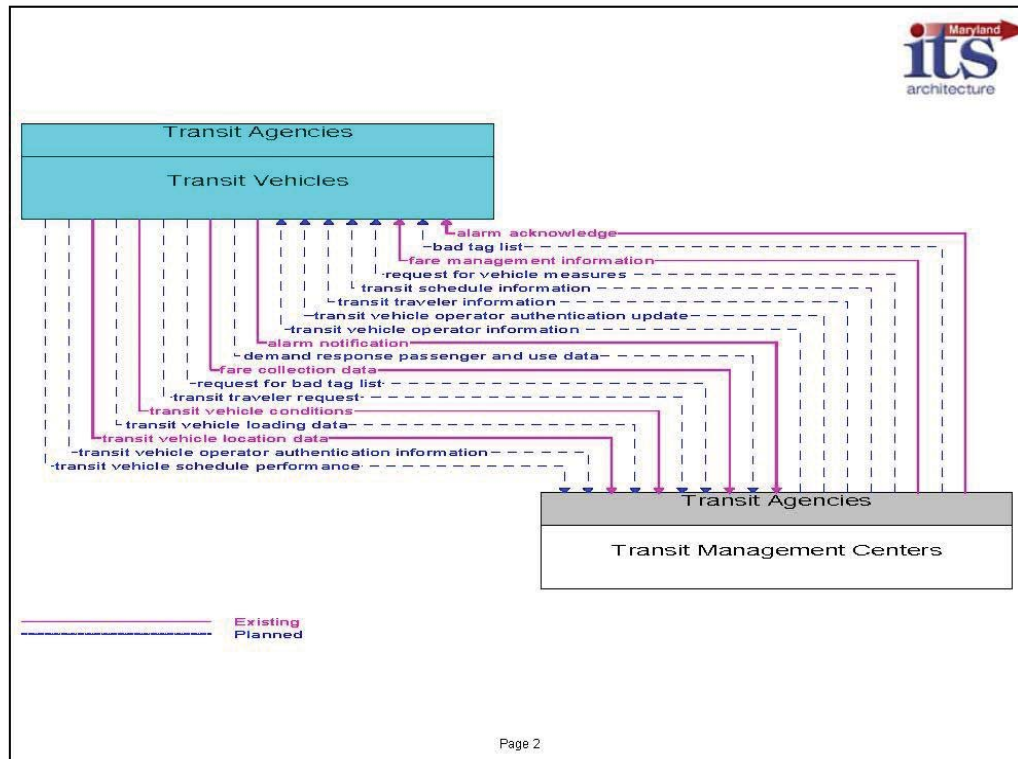 Maryland
its
architecture
Transit Agencies
Transit Vehicles
alarm acknowledge
bad tag list
fare management information
request for vehicle measures
transit schedule information
transit traveler information
transit vehicle operator authentication update
transit vehicle operator information
alarm notification
demand response passenger and use data
fare collection data
request for bad tag list
transit traveler request
transit vehicle conditions
transit vehicle loading data
transit vehicle location data
transit vehicle operator authentication information
transit vehicle schedule performance
Transit Agencies
Transit Management Centers
Existing
Planned
Page 2